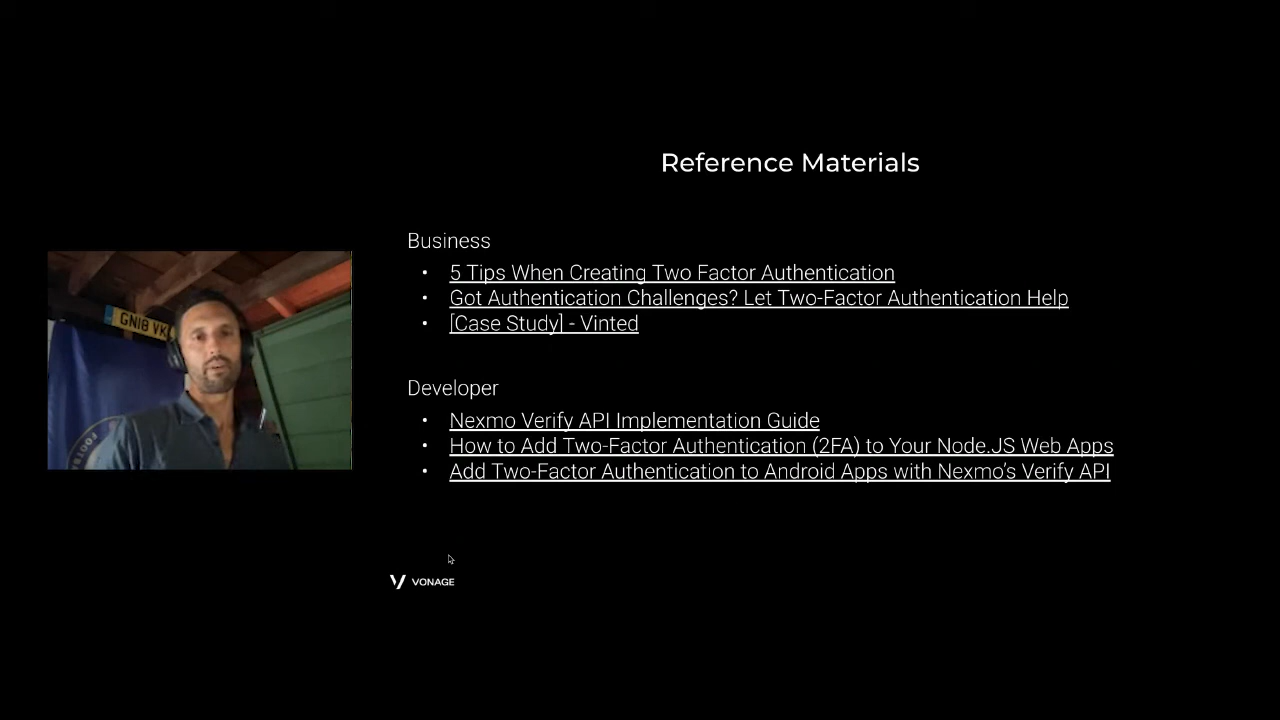 Reference Materials
Business
• 5 Tips When Creating Two Factor Authentication
• Got Authentication Challenges? Let Two-Factor Authentication Help
• [Case Study] - Vinted
GN18 VK
Developer
• Nexmo Verify API Implementation Guide
• How to Add Two-Factor Authentication (2FA) to Your Node.JS Web Apps
• Add Two-Factor Authentication to Android Apps with Nexmo’s Verify API
VONAGE